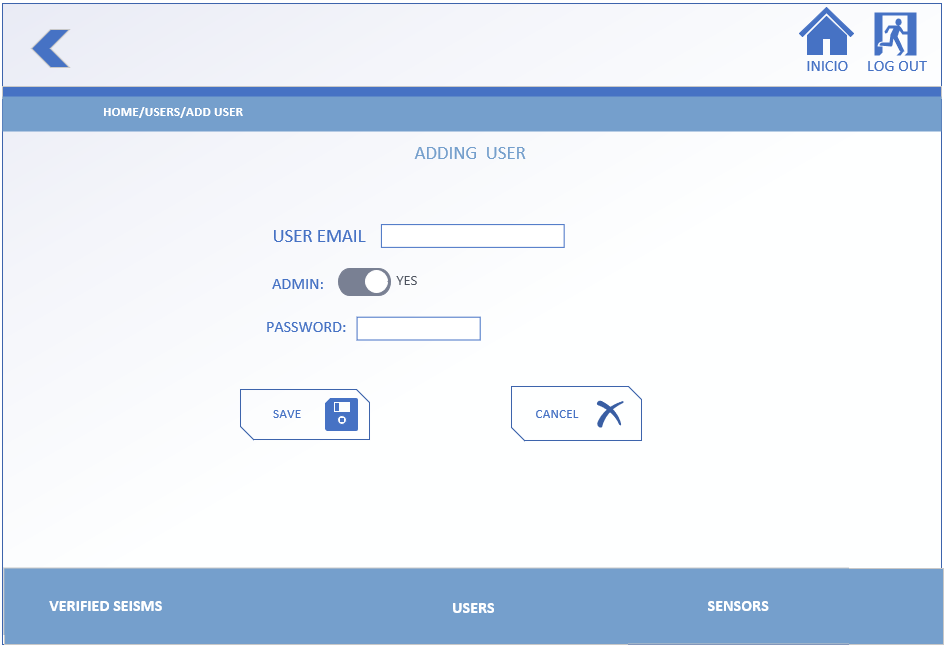 INICIO
LOG OUT
HOME/USERS/ADD USER
ADDING USER
USER EMAIL
ADMIN:
YES
PASSWORD:
SAVE
CANCEL
VERIFIED SEISMS
USERS
SENSORS